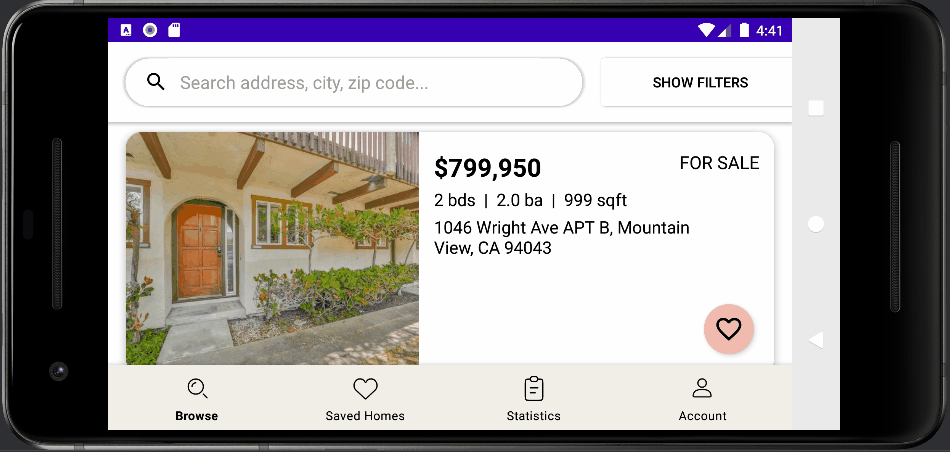 4:41
Search address, city, zip code...
SHOW FILTERS
$799,950
FOR SALE
2 bds | 2.0 ba | 999 sqft
1046 Wright Ave APT B, Mountain
View, CA 94043
Browse
Saved Homes
Statistics
Account